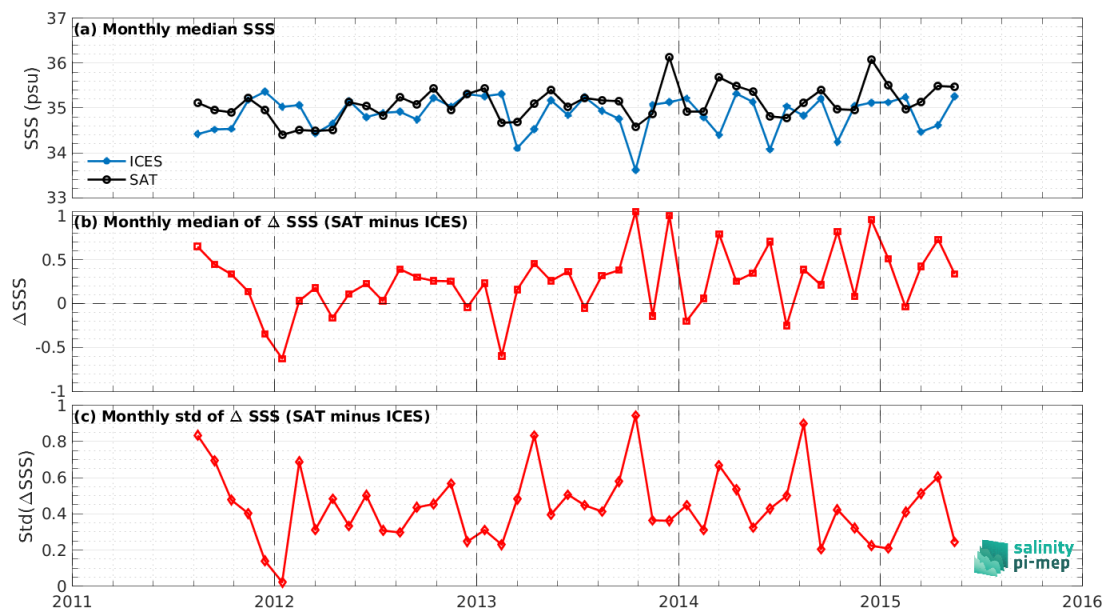 37
(a) Monthly median SSS
36
35
34
33
SSS (psu)
ICES
SAT
1
(b) Monthly median of Δ SSS (SAT minus ICES)
0.5
0
-0.5
-1
ΔSSS
1
(c) Monthly std of Δ SSS (SAT minus ICES)
0.8
0.6
0.4
0.2
0
Std(ΔSSS)
salinity
pi-mep
2011 2012 2013 2014 2015 2016